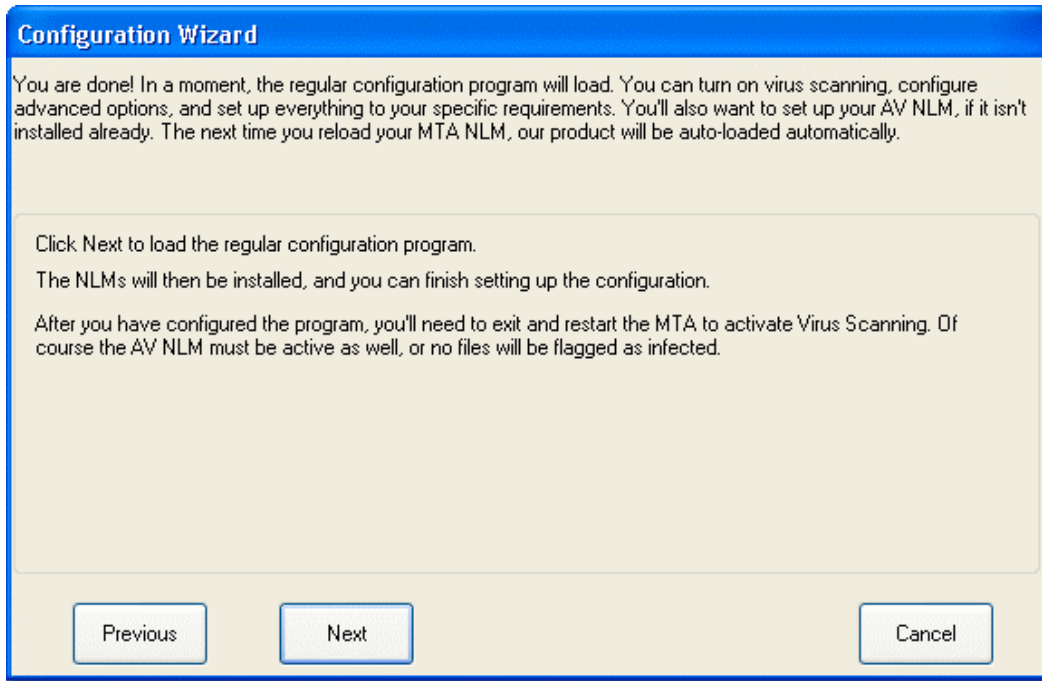 Configuration Wizard
You are done! In a moment, the regular configuration program will load. You can turn on virus scanning, configure
advanced options, and set up everything to your specific requirements. You'll also want to set up your AV NLM, if it isn't
installed already. The next time you reload your MTA NLM, our product will be auto-loaded automatically.
Click Next to load the regular configuration program.
The NLMs will then be installed, and you can finish setting up the configuration.
After you have configured the program, you'll need to exit and restart the MTA to activate Virus Scanning. Of
course the AV NLM must be active as well, or no files will be flagged as infected.
Previous
Next
Cancel